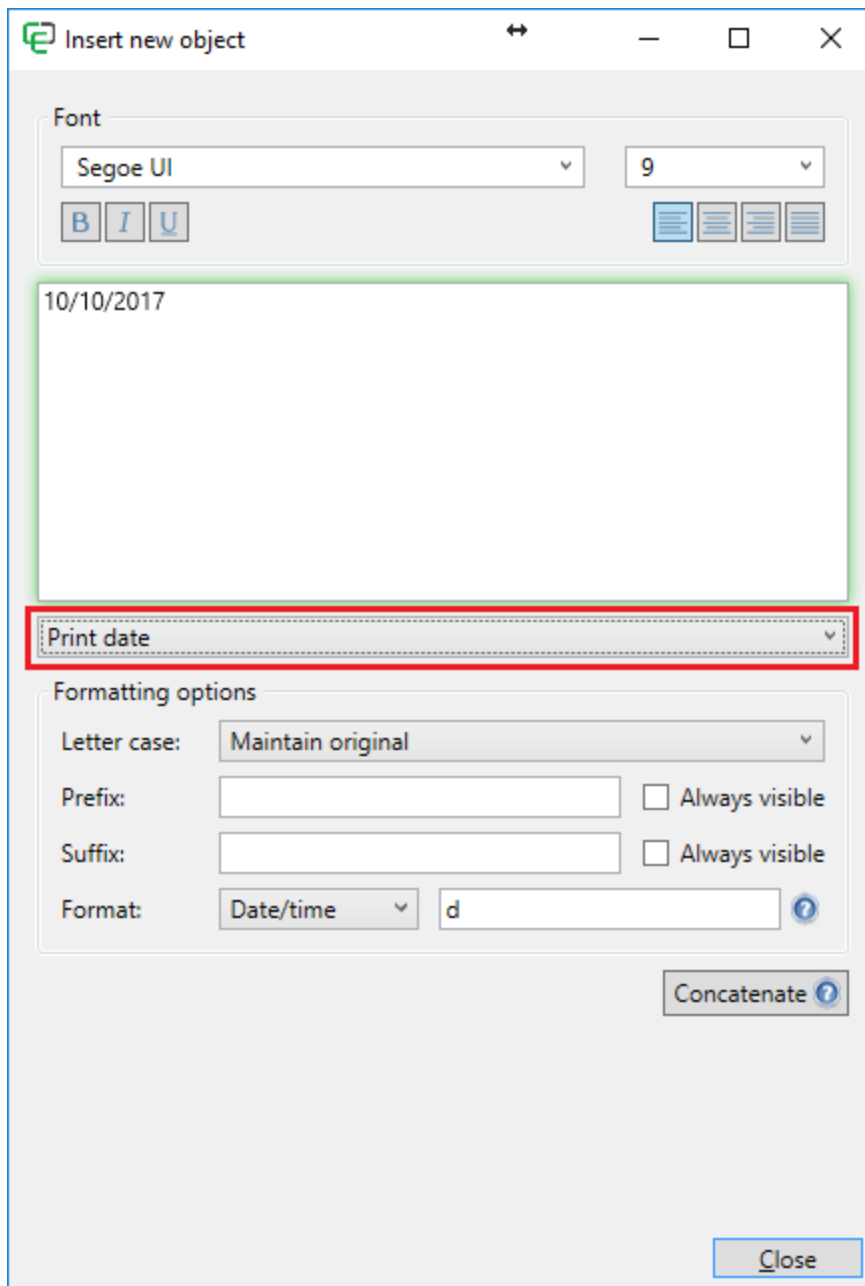 Insert new object
Font
Segoe UI 9
B I U
10/10/2017
Print date
Formatting options
Letter case: Maintain original
Prefix: Always visible
Suffix: Always visible
Format: Date/time d
Concatenate
Close